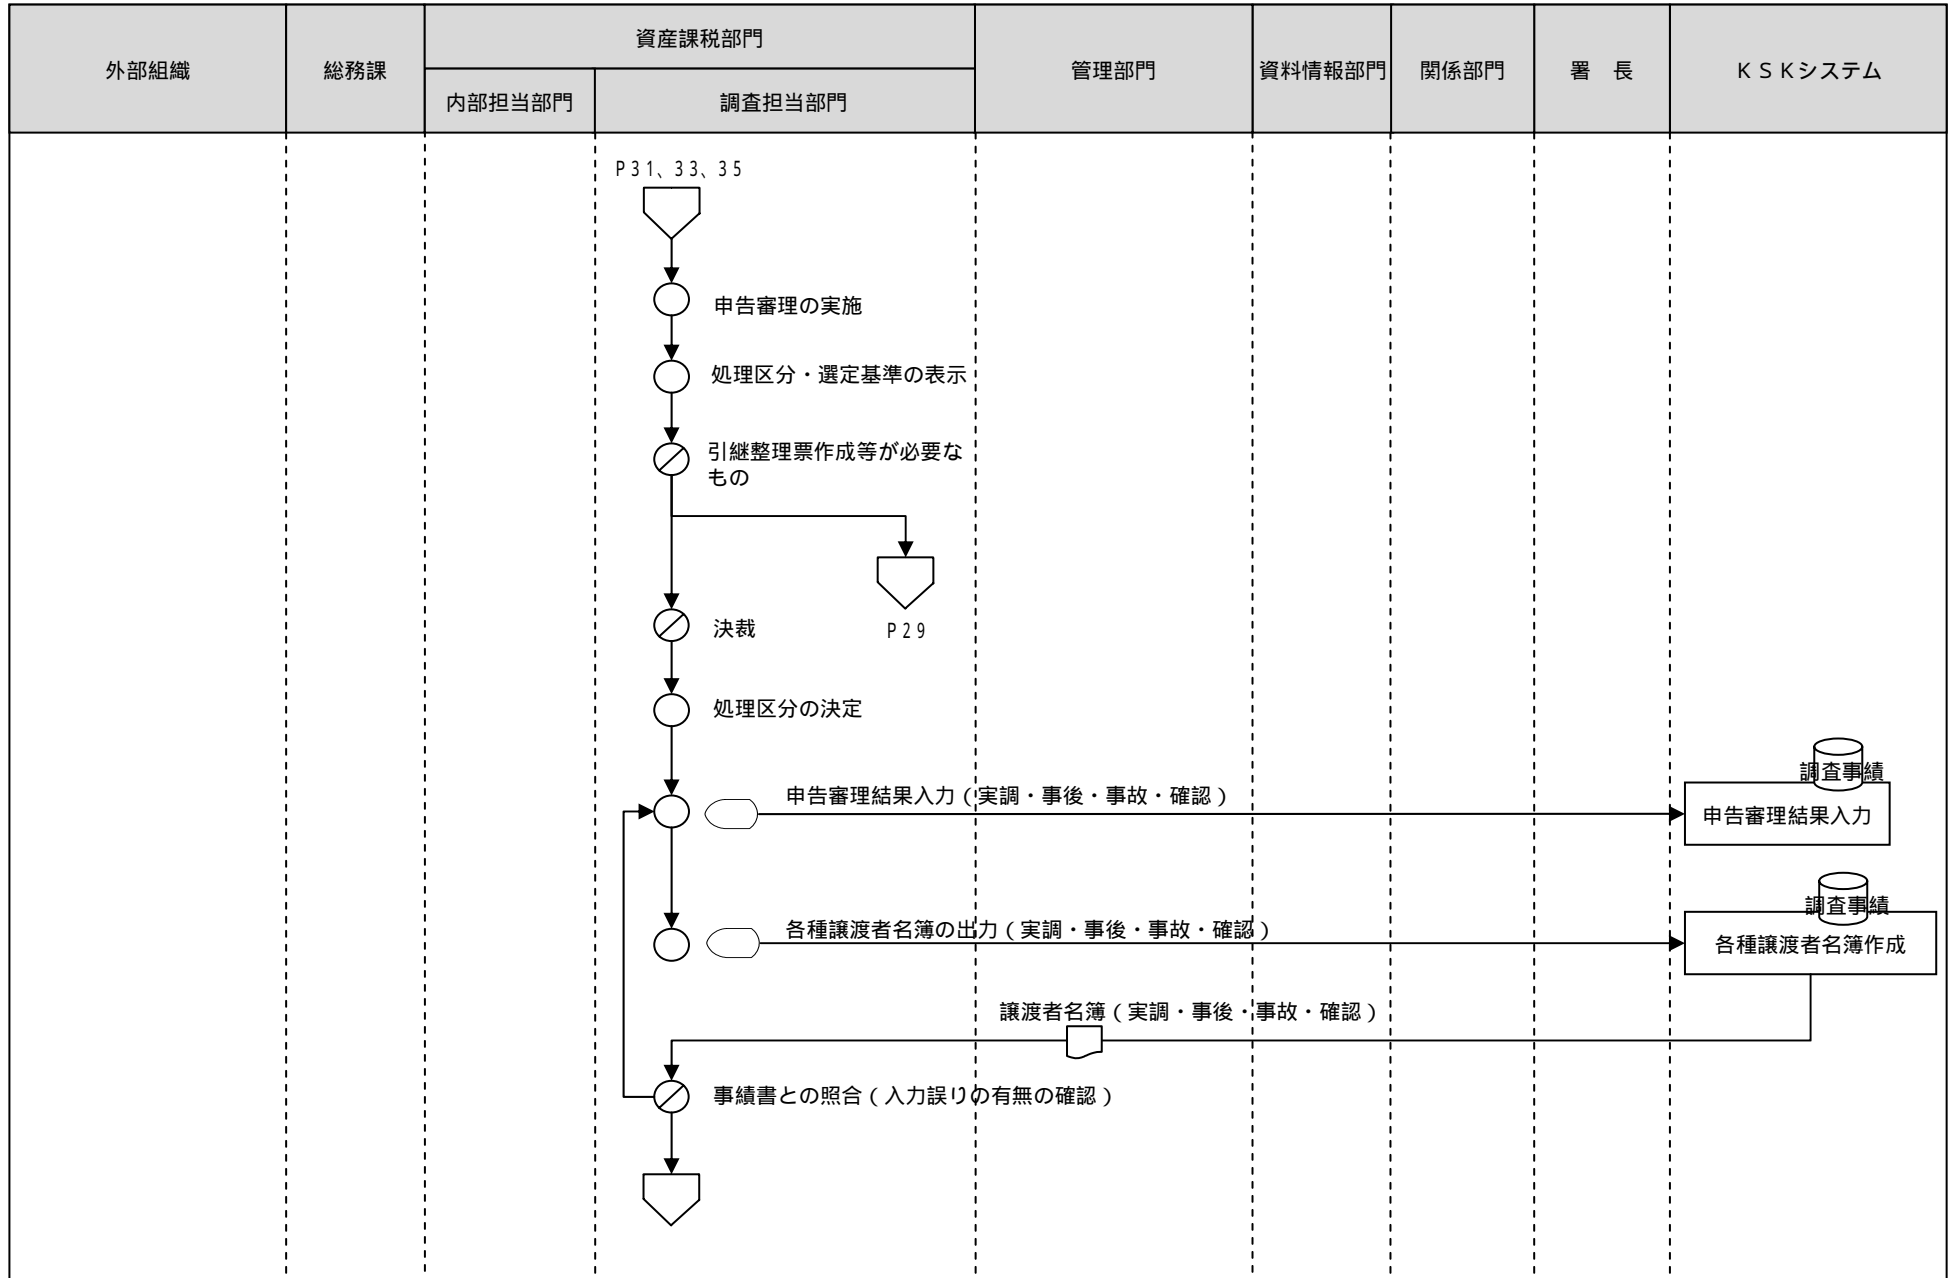 外部組織
総務課
資産課税部門
内部担当部門
調査担当部門
管理部門
資料情報部門
関係部門
署　長
ＫＳＫシステム
P31、33、35
申告審理の実施
処理区分・選定基準の表示
引継整理票作成等が必要な
もの
P29
決裁
処理区分の決定
調査事績
申告審理結果入力（実調・事後・事故・確認）
申告審理結果入力
調査事績
各種譲渡者名簿の出力（実調・事後・事故・確認）
各種譲渡者名簿作成
譲渡者名簿（実調・事後・事故・確認）
事績書との照合（入力誤りの有無の確認）